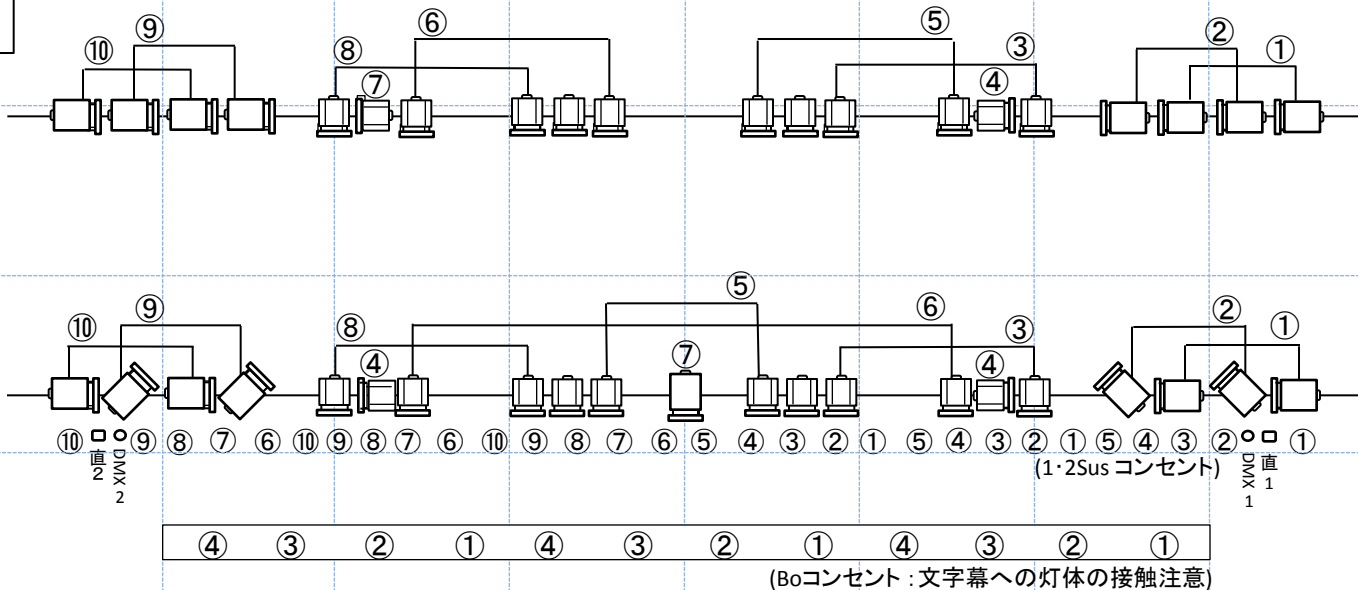 ⑩ ⑨ ⑧ ⑦ ⑥ ⑤ ③ ④ ② ①
⑩ ⑨ ⑧ ④ ⑦ ⑤ ⑥ ③ ④ ② ①
⑩ 直2 DMX2 ⑨ ⑧ ⑦ ⑥ ⑩ ⑨ ⑧ ⑦ ⑥ ⑩ ⑨ ⑧ ⑦ ⑥ ⑤ ④ ③ ② ① ⑤ ④ ③ ② ① ⑤ ④ ③ ② DMX1 直1 ①
(1・2Sus コンセント)
④ ③ ② ① ④ ③ ② ① ④ ③ ② ①
(Boコンセント:文字幕への灯体の接触注意)